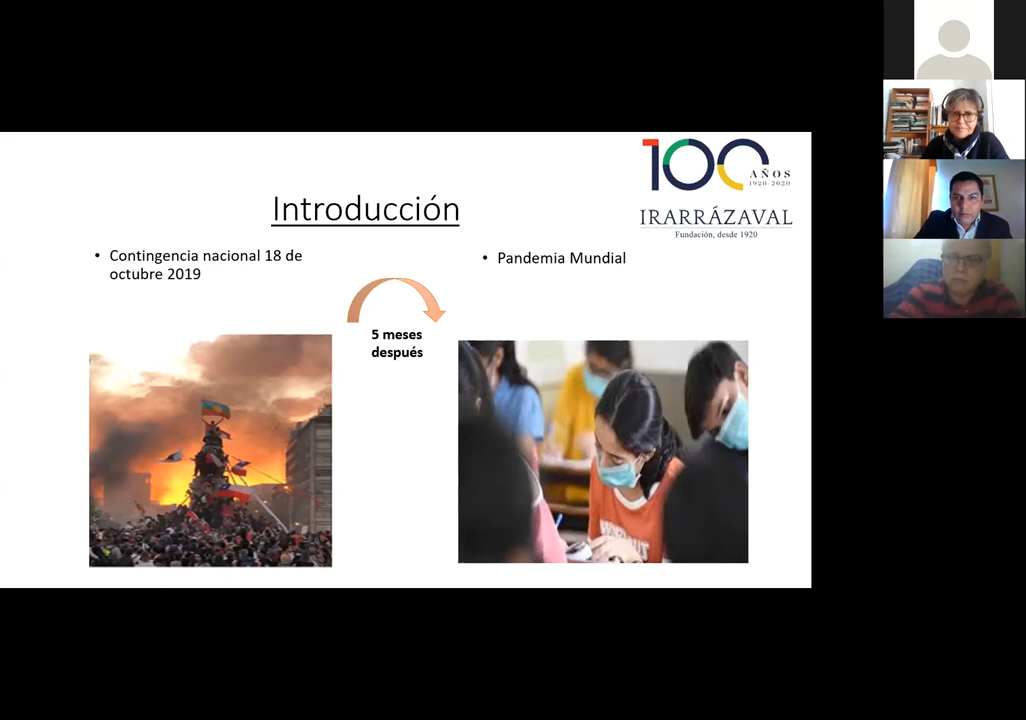 100
AÑOS
1920-2020
IRARRÁZAVAL
Fundación, desde 1920
Introducción
• Contingencia nacional 18 de
octubre 2019
5 meses
después
• Pandemia Mundial